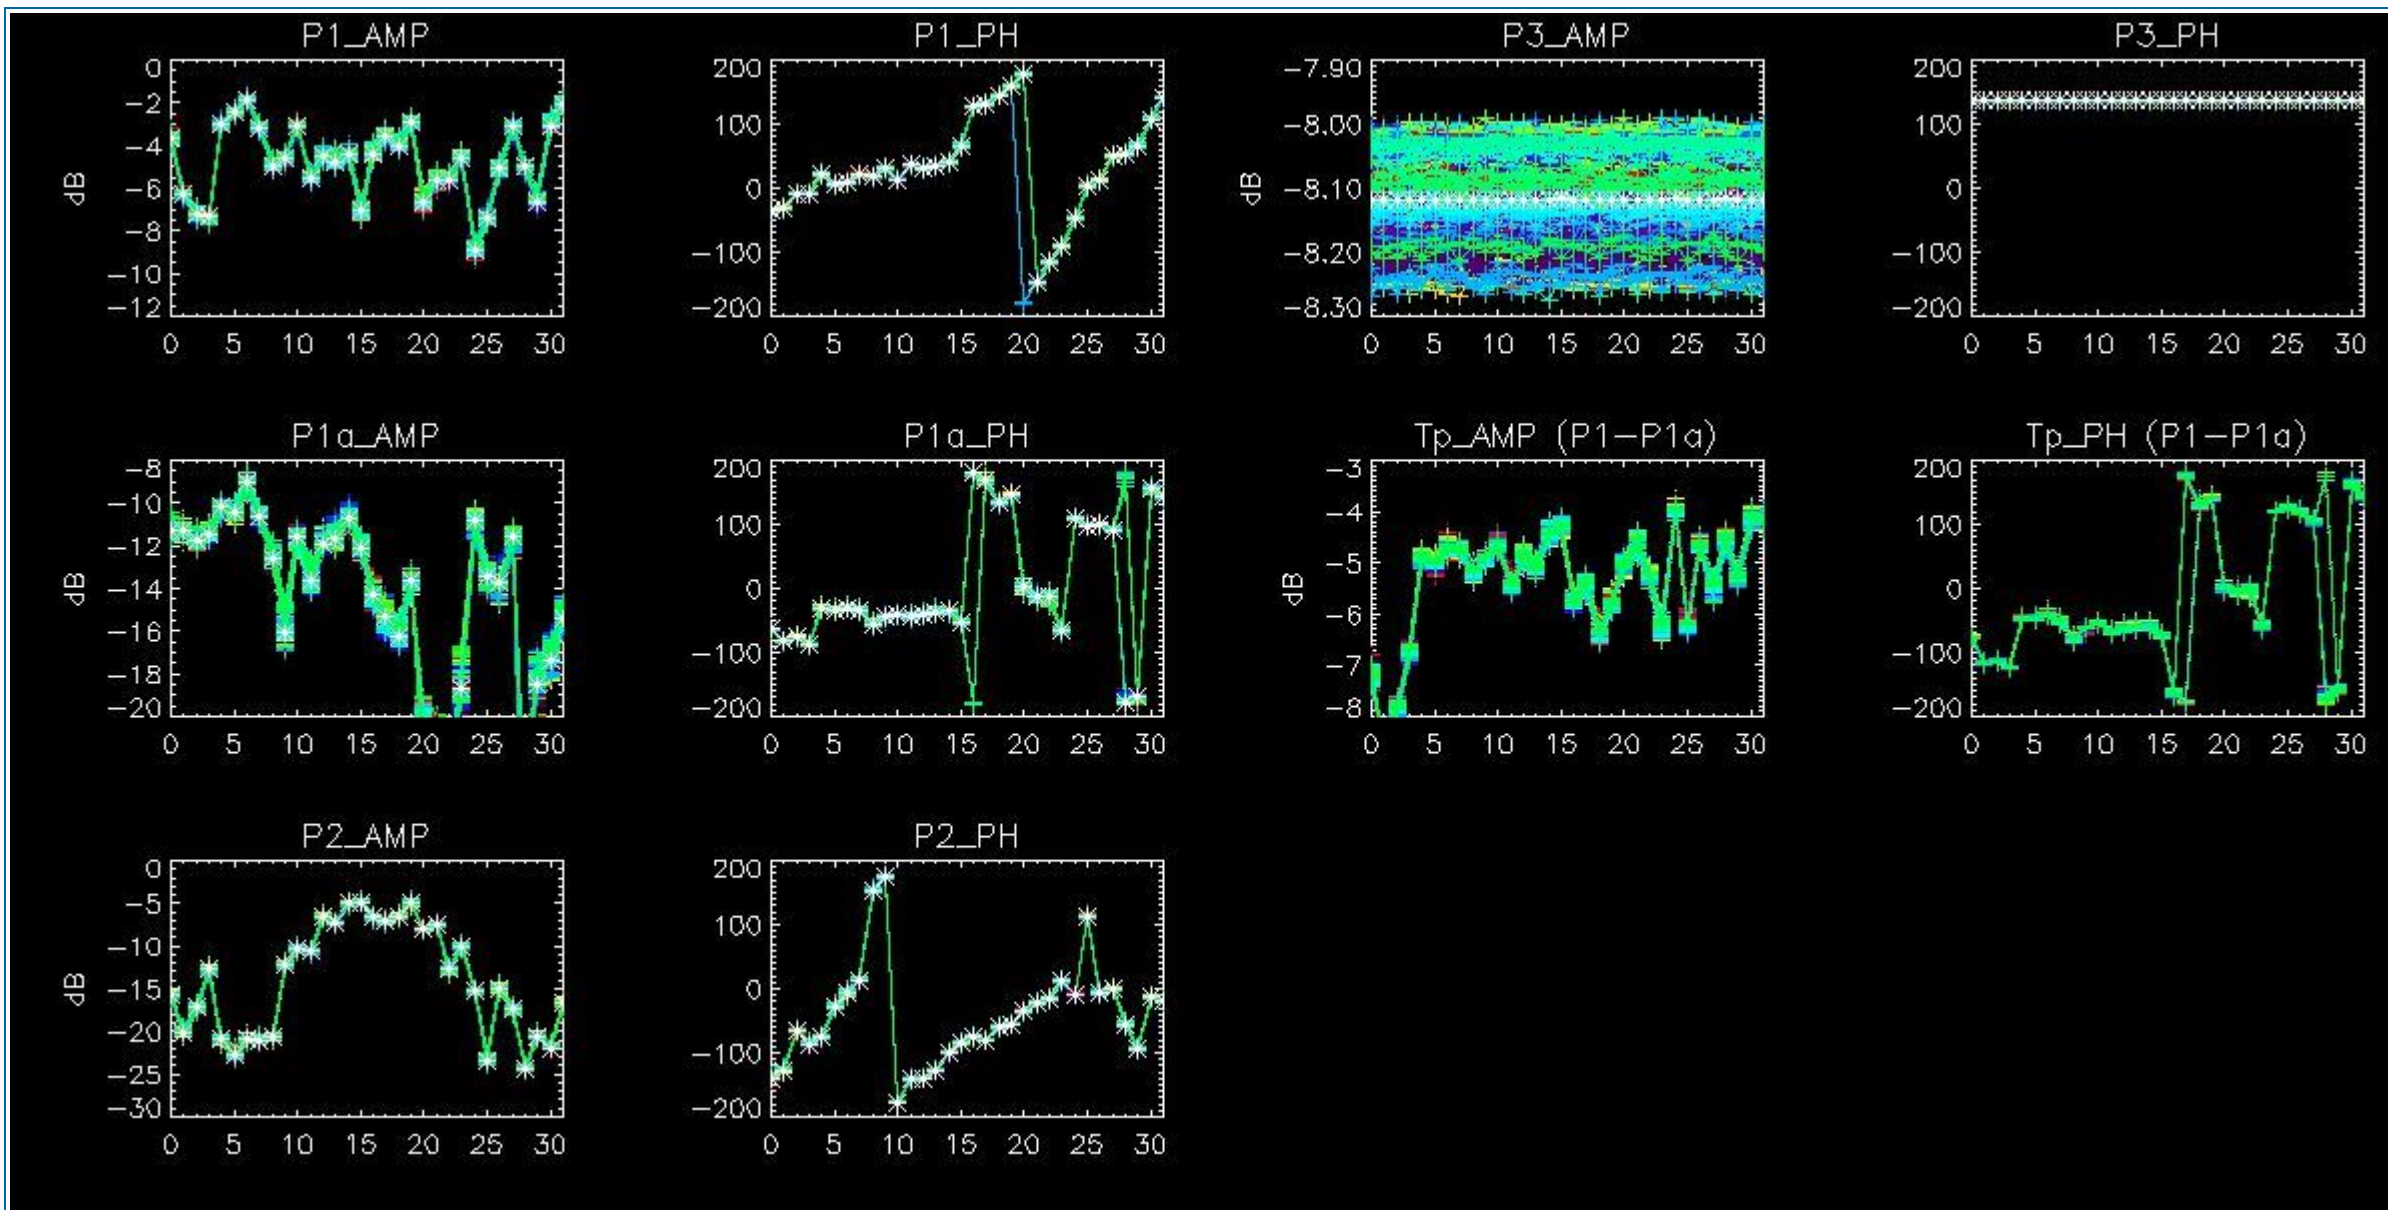 P1_AMP
P1_PH
P3_AMP
P3_PH
0
−2
−4
−6
−8
−10
−12
dB
0 5 10 15 20 25 30
200
100
0
−100
−200
0 5 10 15 20 25 30
−7.90
−8.00
−8.10
−8.20
−8.30
dB
0 5 10 15 20 25 30
200
100
0
−100
−200
0 5 10 15 20 25 30
P1a_AMP
P1a_PH
Tp_AMP (P1−P1a)
Tp_PH (P1−P1a)
−8
−10
−12
−14
−16
−18
−20
dB
0 5 10 15 20 25 30
200
100
0
−100
−200
0 5 10 15 20 25 30
−3
−4
−5
−6
−7
−8
dB
0 5 10 15 20 25 30
200
100
0
−100
−200
0 5 10 15 20 25 30
P2_AMP
P2_PH
0
−5
−10
−15
−20
−25
−30
dB
0 5 10 15 20 25 30
200
100
0
−100
−200
0 5 10 15 20 25 30